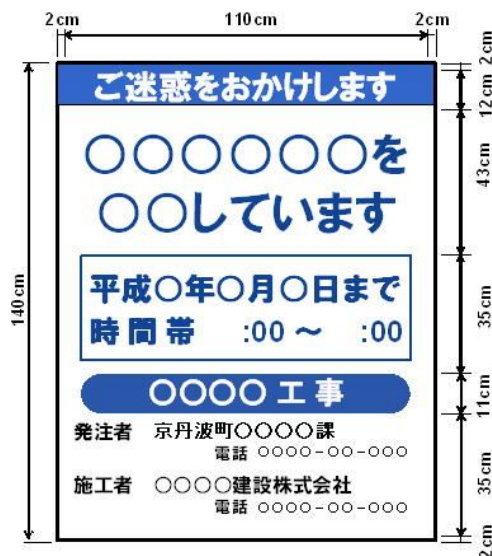 2cm 110cm 2cm
2cm
12cm
43cm
35cm
11cm
35cm
2cm
140cm
ご迷惑をおかけします
○○○○○○を
○○しています
平成○年○月○日まで
時間帯 :00～ :00
○○○○工事
発注者 京丹波町○○○○課
電話 ○○○○-○○-○○○
施工者 ○○○○建設株式会社
電話 ○○○○-○○-○○○